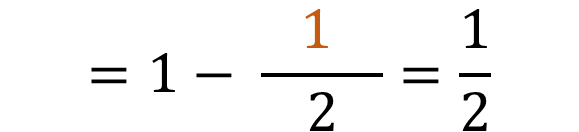 = 1 − 1/2 = 1/2